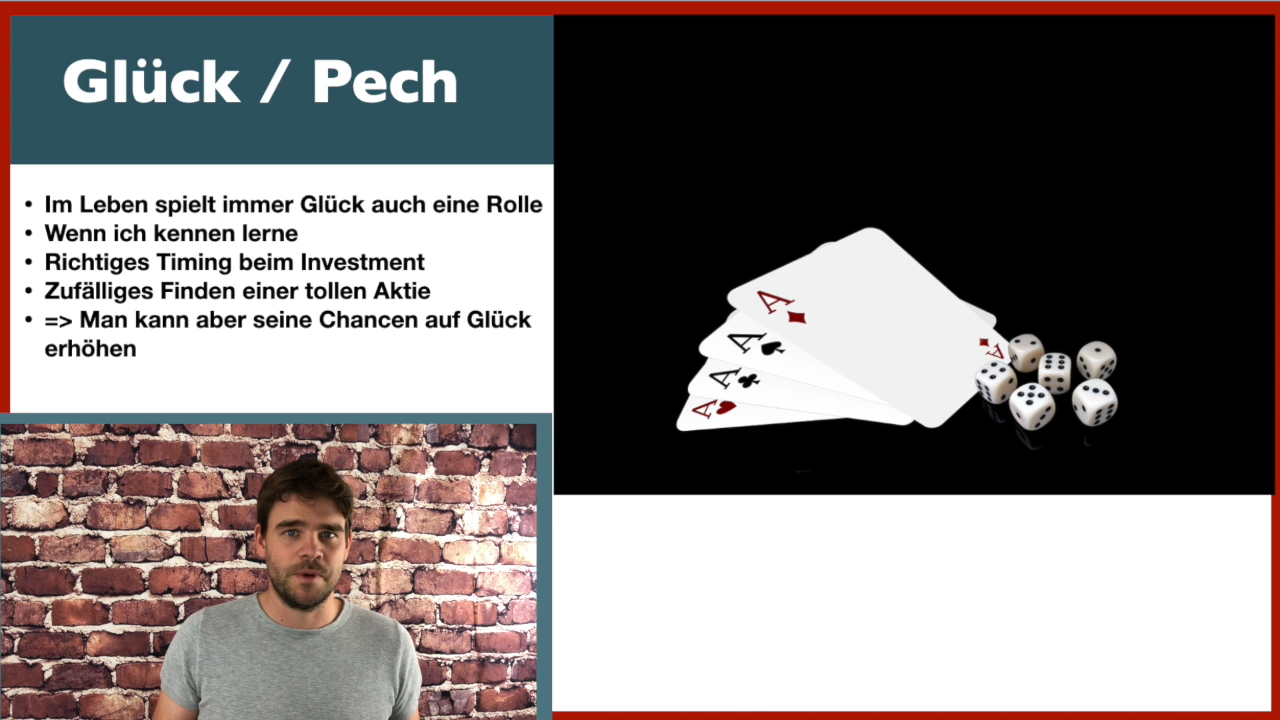 Glück / Pech
• Im Leben spielt immer Glück auch eine Rolle
• Wenn ich kennen lerne
• Richtiges Timing beim Investment
• Zufälliges Finden einer tollen Aktie
• => Man kann aber seine Chancen auf Glück
erhöhen
A
A
A
A
A